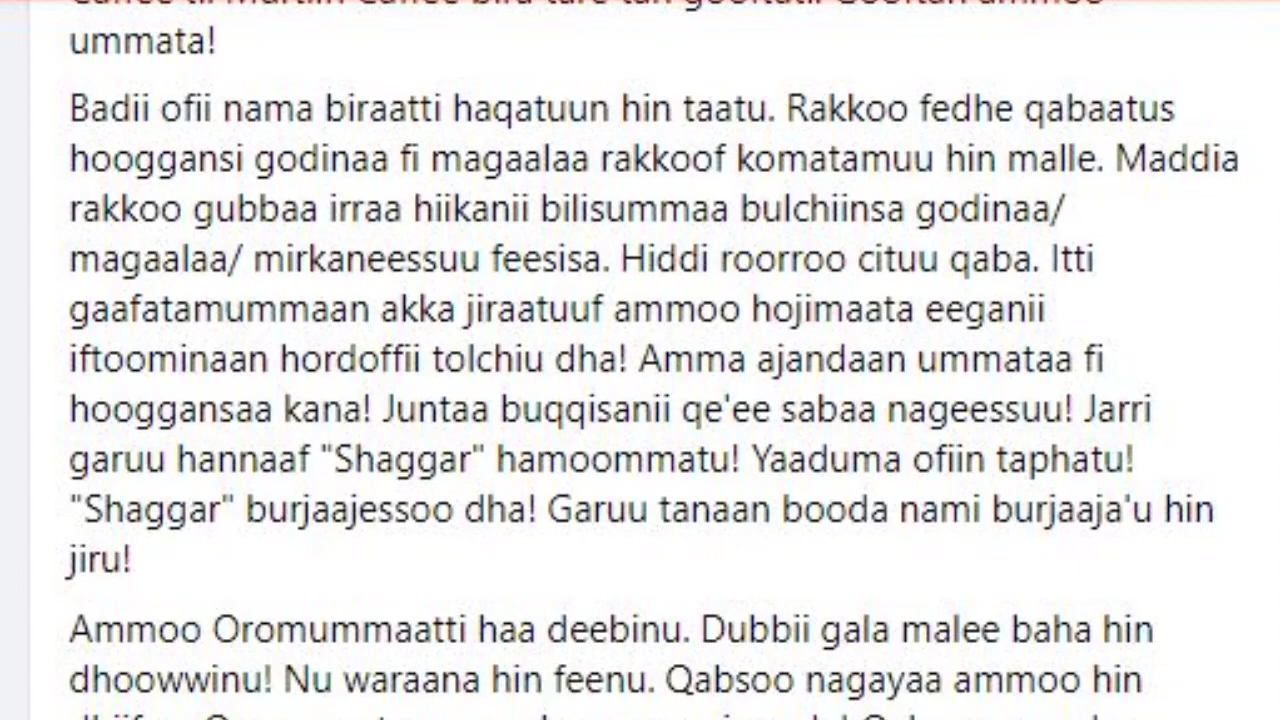 ummata!
Badii ofii nama biraatti haqatuun hin taatu. Rakkoo fedhe qabaatus
hooggansi godinaa fi magaalaa rakkoof komatamuu hin malle. Maddia
rakkoo gubbaa irraa hiikanii bilisummaa bulchiinsa godinaa/
magaalaa/ mirkaneessuu feesisa. Hiddi roorroo cituu qaba. Itti
gaafatamummaan akka jiraatuuf ammoo hojimaata eeganii
iftoominaan hordoffii tolchiu dha! Amma ajandaan ummataa fi
hooggansaa kana! Juntaa buqqisanii qe'ee sabaa nageessuu! Jarri
garuu hannaaf "Shaggar" hamoommatu! Yaaduma ofiin taphatu!
"Shaggar" burjaajessoo dha! Garuu tanaan booda nami burjaaja'u hin
jiru!
Ammoo Oromummaatti haa deebinu. Dubbii gala malee baha hin
dhoowwinu! Nu waraana hin feenu. Qabsoo nagayaa ammoo hin